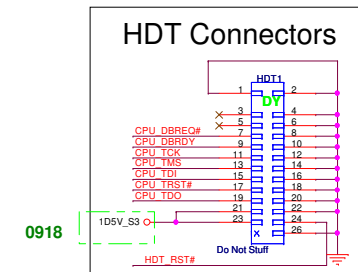 HDT Connectors
HDT1
1 2
DY
3 4
5 6
CPU_DBREQ# 7 8
CPU_DBRDY 9 10
CPU_TCK 11 12
CPU_TMS 13 14
CPU_TDI 15 16
CPU_TRST# 17 18
CPU_TDO 19 20
21 22
0918 1D5V_S3 23 24
X 26
Do Not Stuff
HDT_RST#